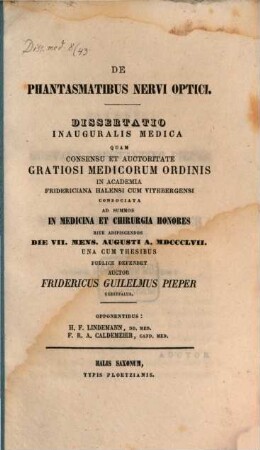 Diss. med. 8/43
DE
PHANTASMATIBUS NERVI OPTICI.
DISSERTATIO
INAUGURALIS MEDICA
QUAM
CONSENSU ET AUCTORITATE
GRATIOSI MEDICORUM ORDINIS
IN ACADEMIA
FRIDERICIANA HALENSI CUM VITEBERGENSI
CONSOCIATA
AD SUMMOS
IN MEDICINA ET CHIRURGIA HONORES
RITE ADIPISCENDOS
DIE VII. MENS. AUGUSTI A. MDCCCLVII.
UNA CUM THESIBUS
PUBLICE DEFENDET
AUCTOR
FRIDERICUS GUILELMUS PIEPER
OPPONENTIBUS:
H. F. LINDEMANN, DD. MED.
F. R. A. CALDEMEIER, CAND. MED.
HALIS SAXONUM,
TYPIS PLOETZIANIS.